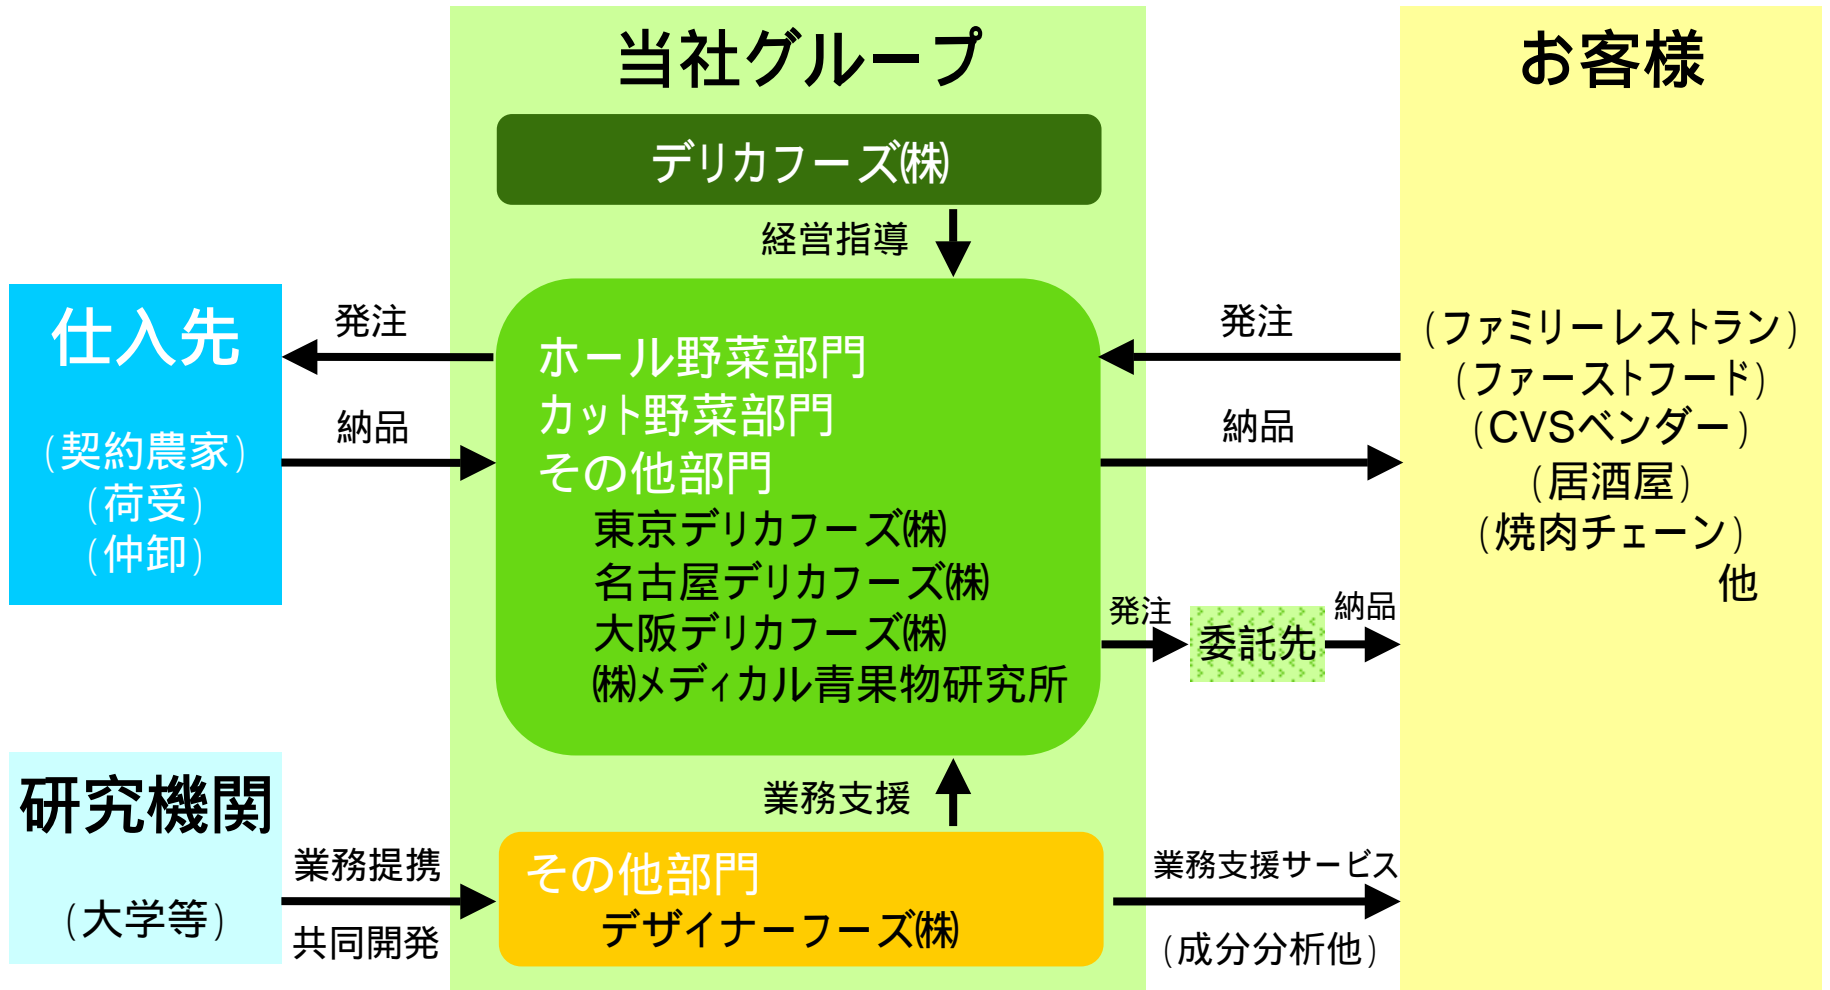 当社グループ
お客様
デリカフーズ㈱
経営指導
仕入先
(契約農家)
(荷受)
(仲卸)
発注
納品
ホール野菜部門
カット野菜部門
その他部門
東京デリカフーズ㈱
名古屋デリカフーズ㈱
大阪デリカフーズ㈱
㈱メディカル青果物研究所
発注
納品
(ファミリーレストラン)
(ファーストフード)
(CVSベンダー)
(居酒屋)
(焼肉チェーン)
他
発注
委託先
納品
研究機関
(大学等)
業務提携
共同開発
業務支援
その他部門
デザイナーフーズ㈱
業務支援サービス
(成分分析他)